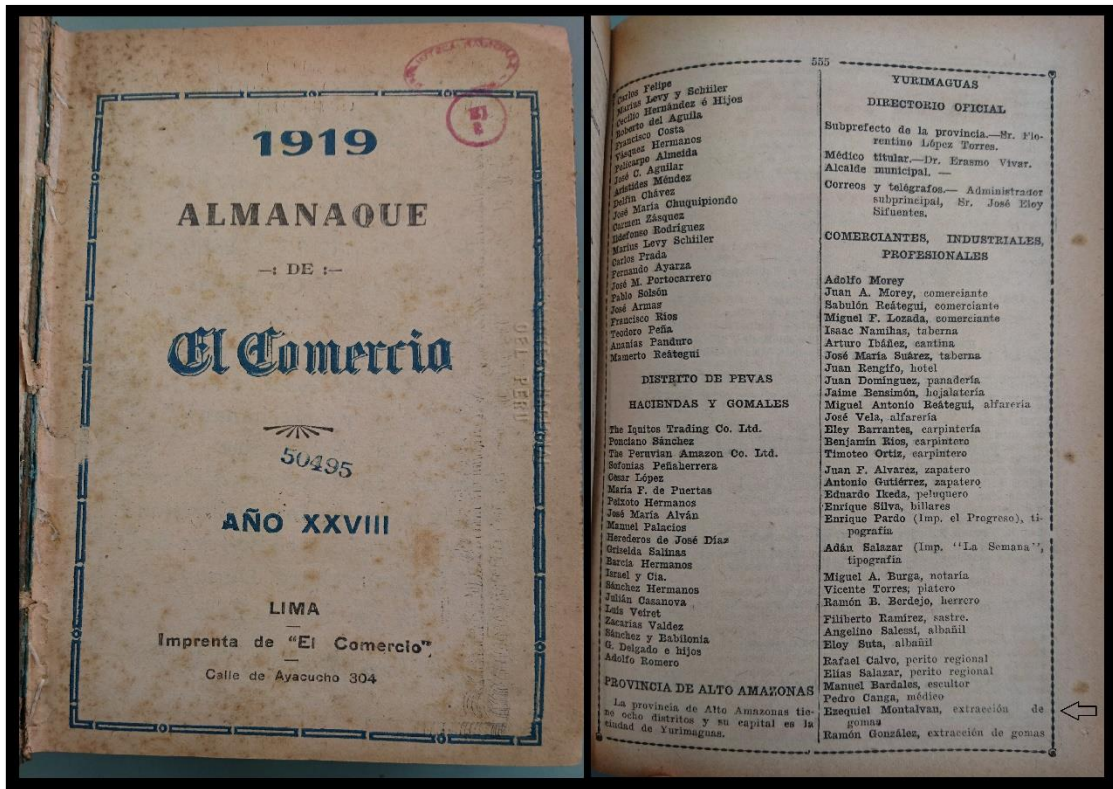 1919
ALMANAQUE
—: DE :—
El Comercio
50495
AÑO XXVIII
LIMA
Imprenta de "El Comercio",
Calle de Ayacucho 304
555
Carlos Felipe
Marius Levy y Schüler
Cecilio Hernández é Hijos
Roberto del Aguila
Francisco Costa
Vásquez Hermanos
Policarpo Almeida
José C. Aguilar
Arístides Méndez
Delfín Chávez
José María Chuquipiondo
Carmen Zásquez
Ildefonso Rodríguez
Marius Levy Schüler
Carlos Prada
Fernando Ayarza
José M. Portocarrero
Pablo Solsón
José Armas
Francisco Rios
Teodoro Peña
Ananías Panduro
Mamerto Reátegui
DISTRITO DE PEVAS
HACIENDAS Y GOMALES
The Iquitos Trading Co. Ltd.
Ponciano Sánchez
The Peruvian Amazon Co. Ltd.
Sofonías Peñaherrera
César López
María F. de Puertas
Peixoto Hermanos
José María Alván
Manuel Palacios
Herederos de José Díaz
Griselda Salinas
Barcia Hermanos
Israel y Cia.
Sánchez Hermanos
Julián Casanova
Luis Veiret
Zacarías Valdez
Sánchez y Babilonia
G. Delgado e hijos
Adolfo Romero
PROVINCIA DE ALTO AMAZONAS
La provincia de Alto Amazonas tie-
ne ocho distritos y su capital es la
ciudad de Yurimaguas.
YURIMAGUAS
DIRECTORIO OFICIAL
Subprefecto de la provincia.—Sr. Flo-
rentino López Torres.
Médico titular.—Dr. Erasmo Vivar.
Alcalde municipal. —
Correos y telégrafos.— Administrador
subprincipal, Sr. José Eloy
Sifuentes.
COMERCIANTES, INDUSTRIALES,
PROFESIONALES
Adolfo Morey
Juan A. Morey, comerciante
Sabulón Reátegui, comerciante
Miguel F. Lozada, comerciante
Isaac Namihas, taberna
Arturo Ibáñez, cantina
José María Suárez, taberna
Juan Rengifo, hotel
Juan Domínguez, panadería
Jaime Bensimón, hojalatería
Miguel Antonio Reátegui, alfarería
José Vela, alfarería
Eley Barrantes, carpintería
Benjamín Rios, carpintero
Timoteo Ortiz, carpintero
Juan F. Alvarez, zapatero
Antonio Gutiérrez, zapatero
Eduardo Ikeda, peluquero
Enrique Silva, billares
Enrique Pardo (Imp. el Progreso), ti-
pografía
Adán Salazar (Imp. "La Semana",
tipografía
Miguel A. Burga, notaría
Vicente Torres, platero
Ramón B. Berdejo, herrero
Filiberto Ramírez, sastre.
Angelino Salessi, albañil
Eloy Suta, albañil
Rafael Calvo, perito regional
Elías Salazar, perito regional
Manuel Bardales, escultor
Pedro Canga, médico
Ezequiel Montalvan, extracción de
gomas
Ramón González, extracción de gomas